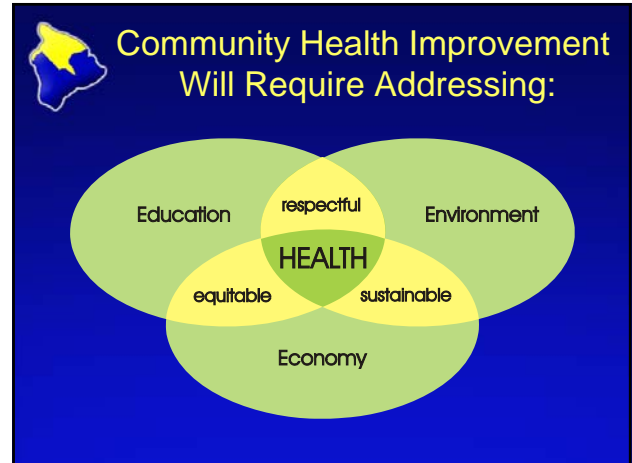 Community Health Improvement
Will Require Addressing:
Education
respectful
Environment
HEALTH
equitable
sustainable
Economy